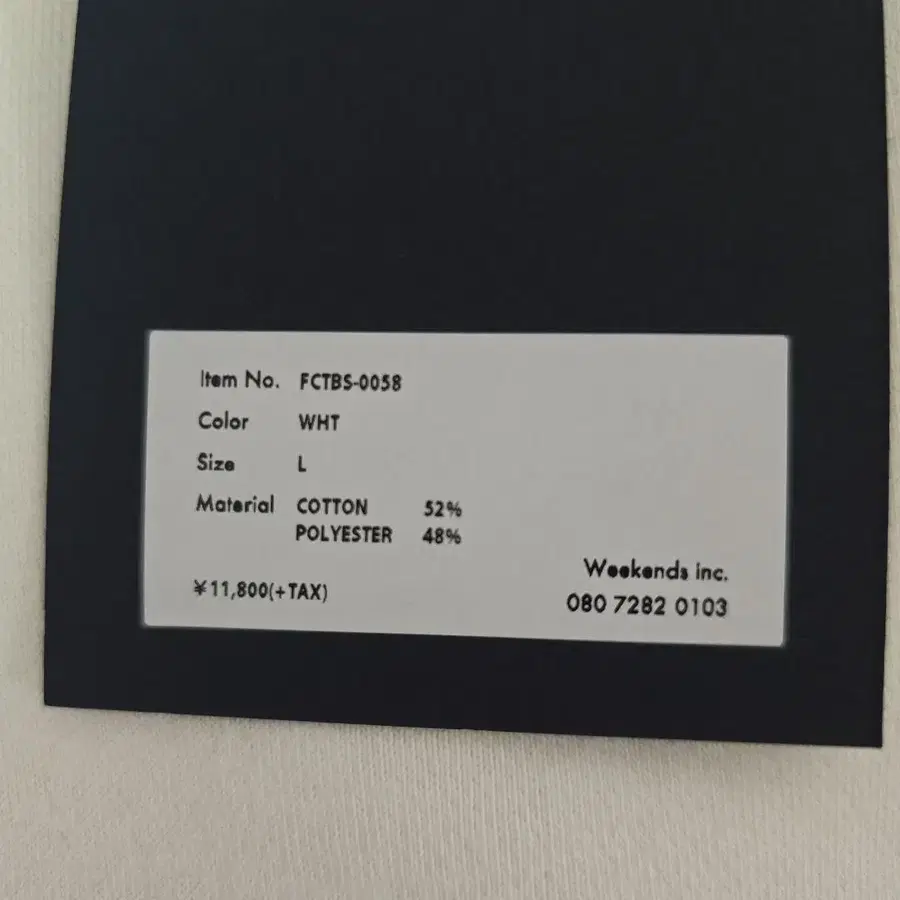 Item No. FCTBS-0058
Color WHT
Size L
Material COTTON 52%
POLYESTER 48%
¥11,800(+TAX)
Weekends inc.
080 7282 0103